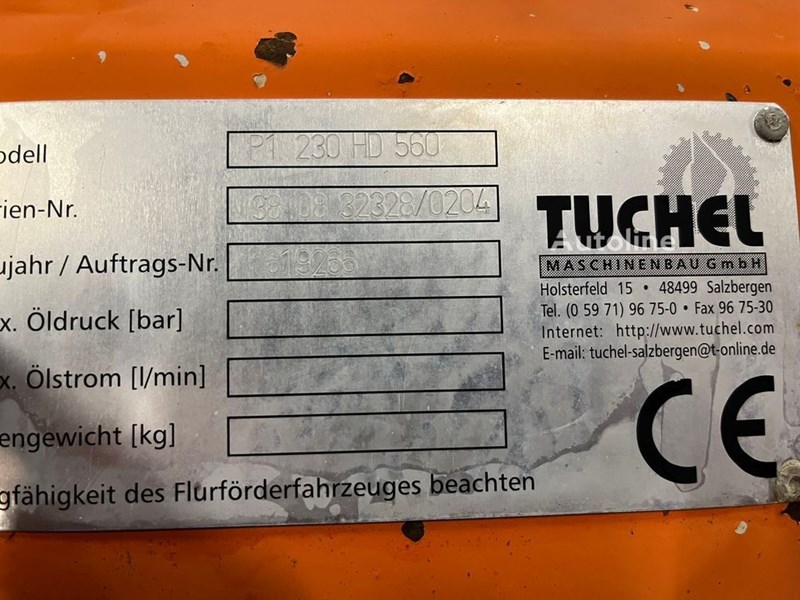 odell P1 230 HD 560
rien-Nr. 98 08 32328/0204
ujahr / Auftrags-Nr.
x. Öldruck [bar]
x. Ölstrom [l/min]
engewicht [kg]
gfähigkeit des Flurförderfahrzeuges beachten
TUCHEL
Autoline
MASCHINENBAU GmbH
Holsterfeld 15 • 48499 Salzbergen
Tel. (0 59 71) 96 75-0 • Fax 96 75-30
Internet: http://www.tuchel.com
E-mail: tuchel-salzbergen@t-online.de
CE